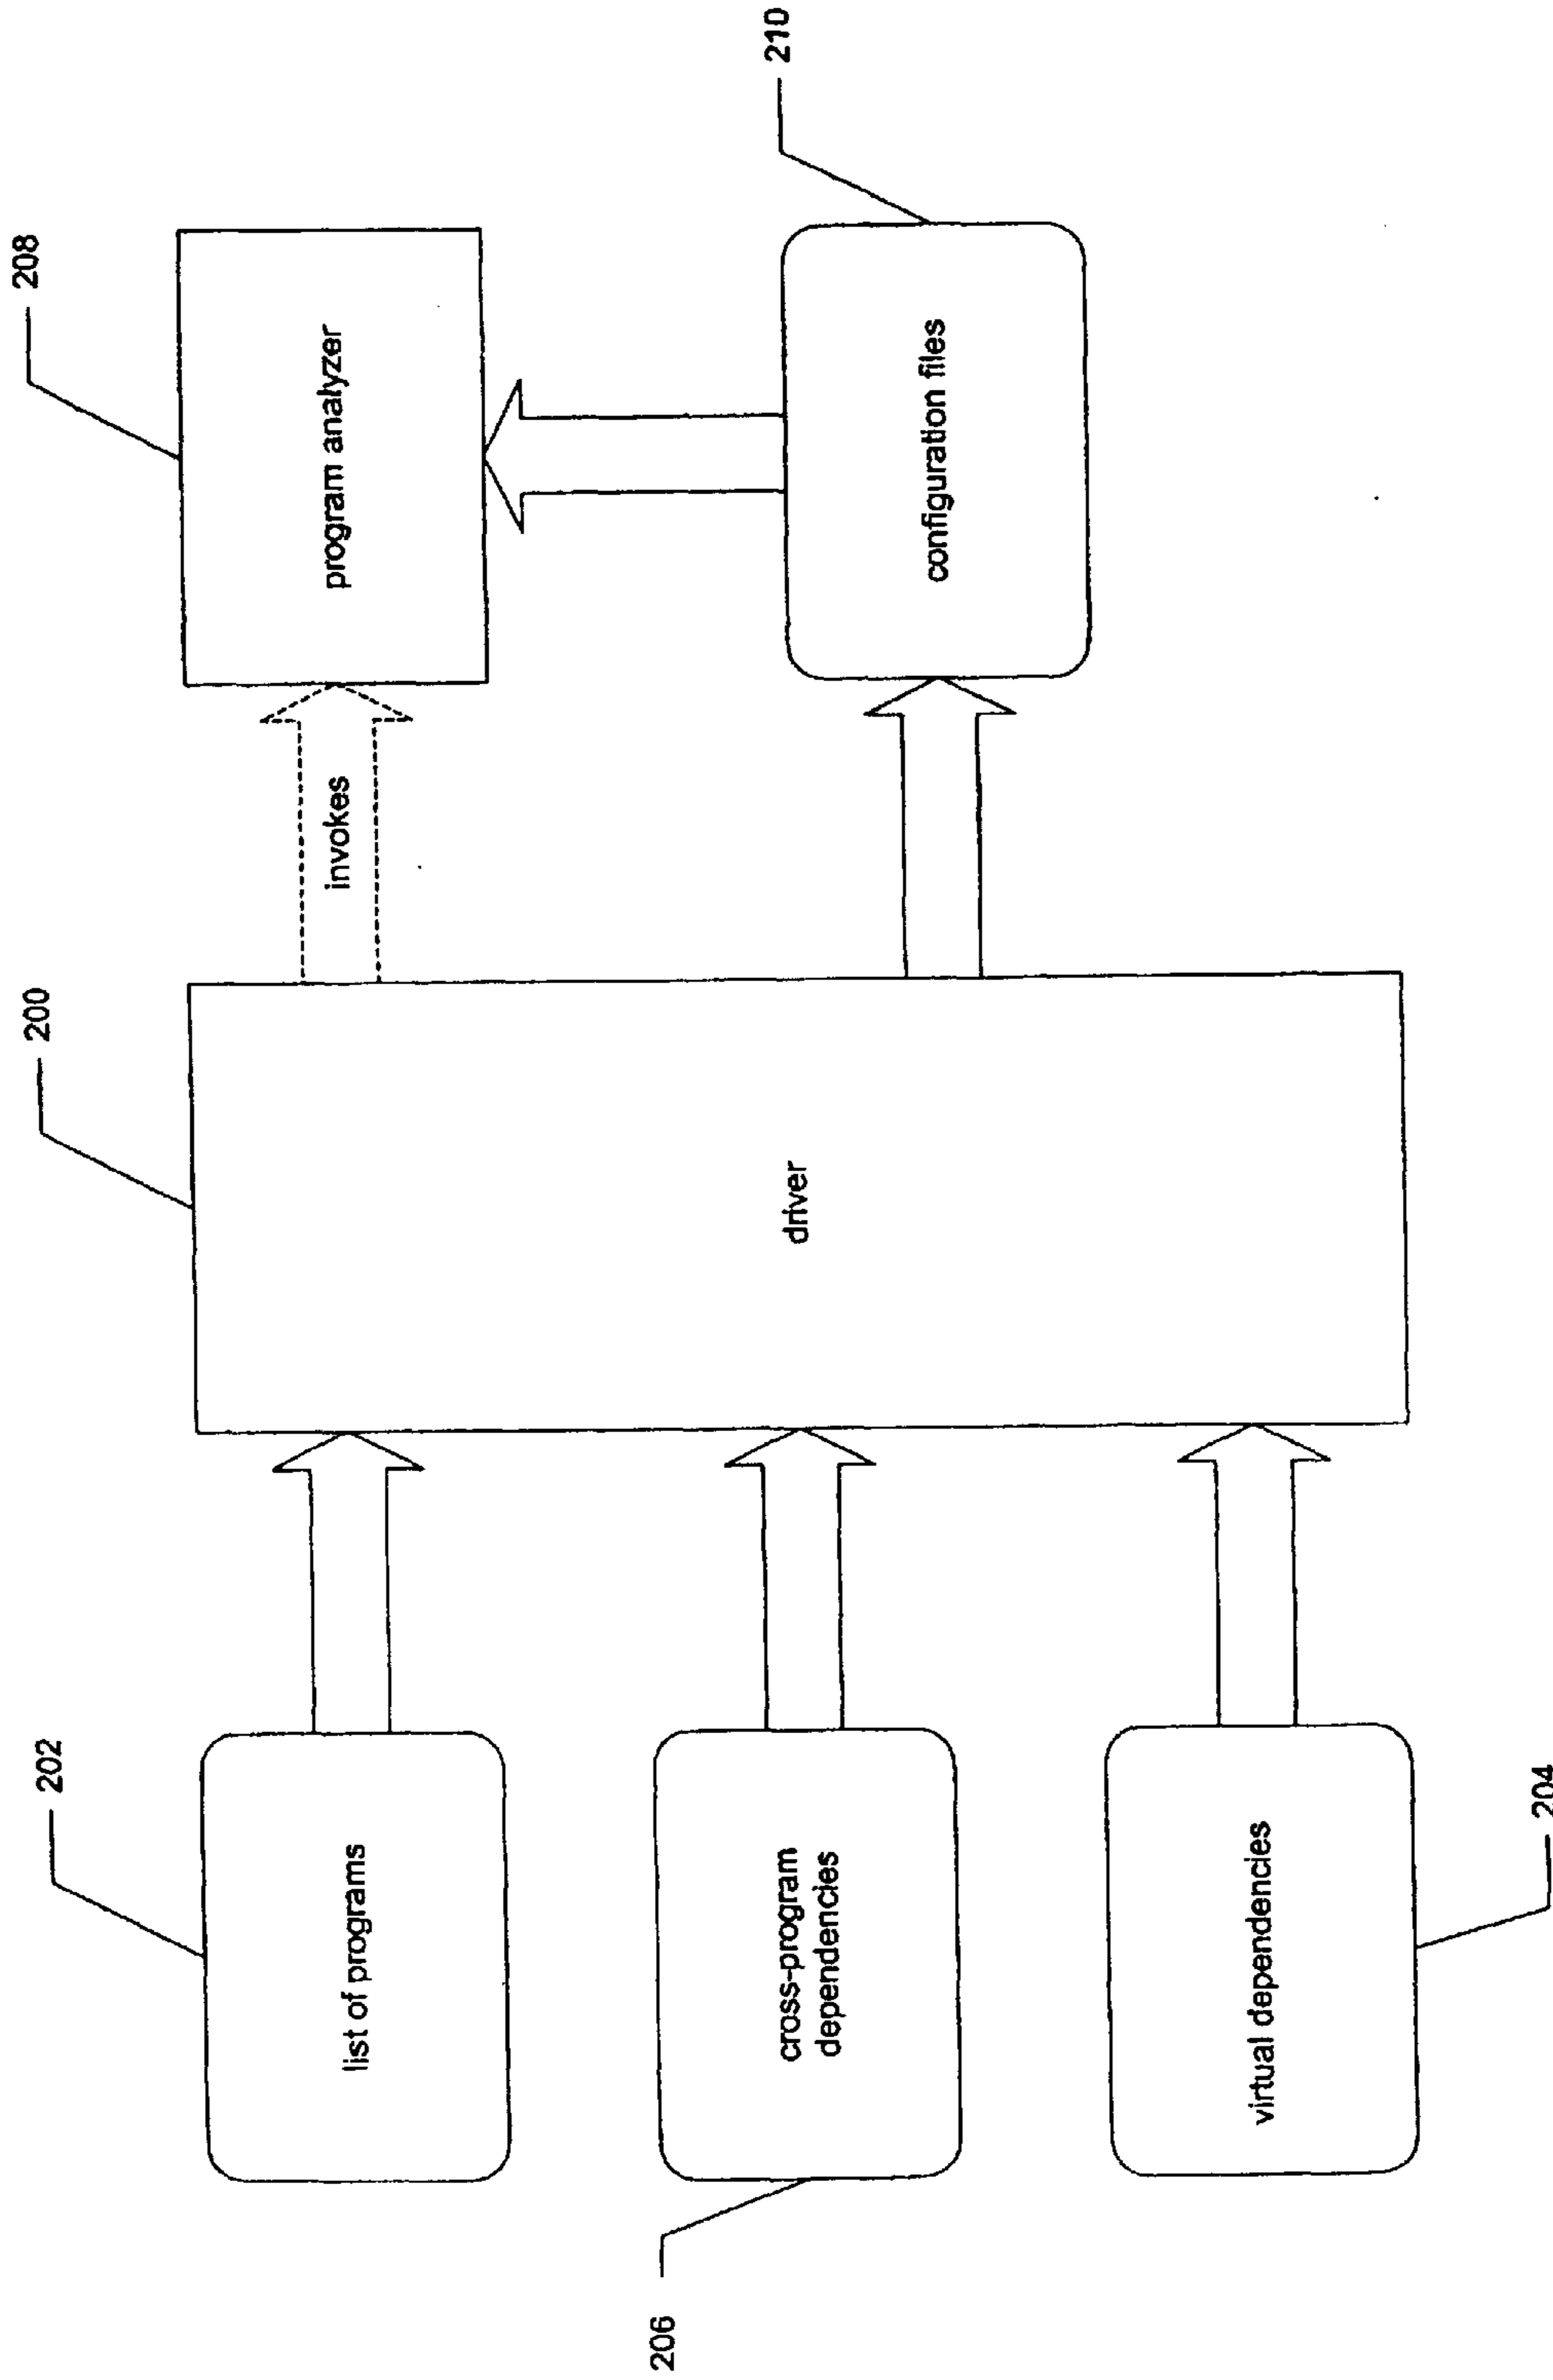 202
200
208
list of programs
invokes
program analyzer
206
cross-program
dependencies
driver
210
configuration files
virtual dependencies
204